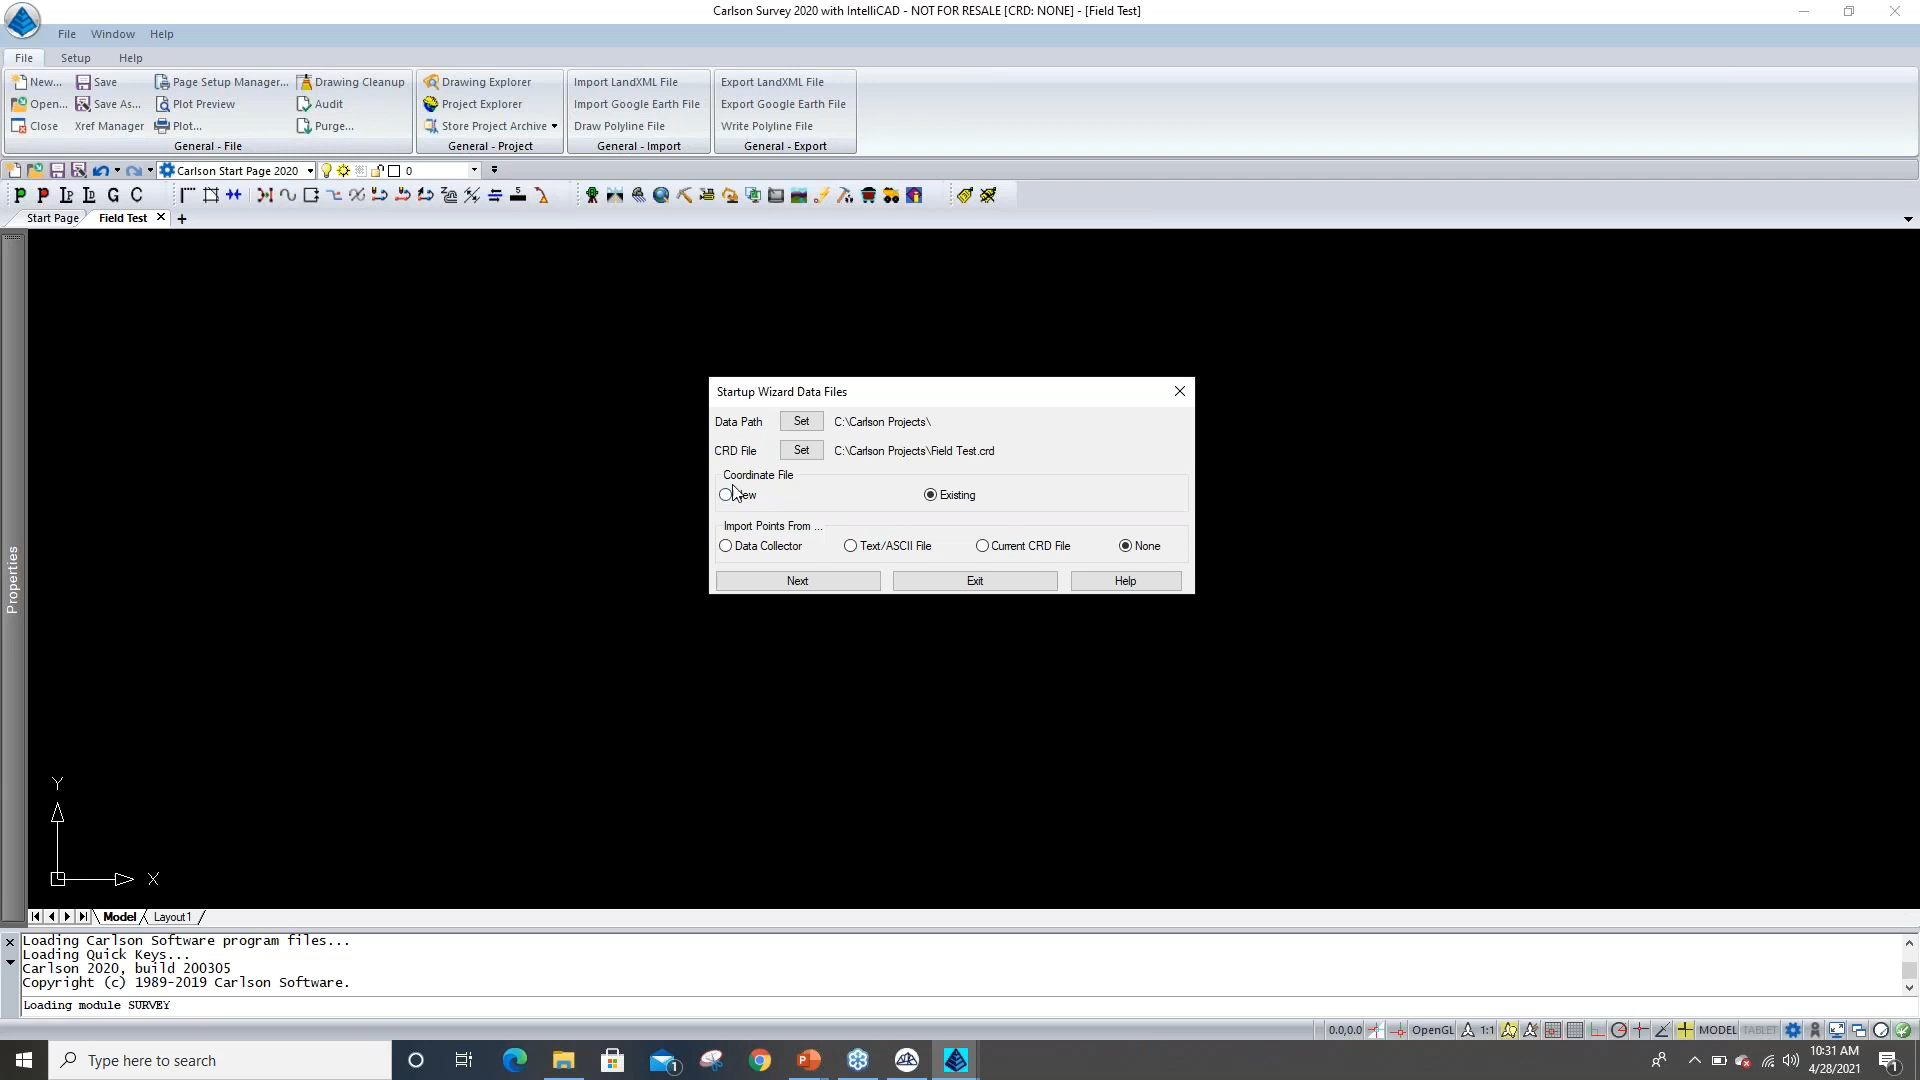 Carlson Survey 2020 with IntelliCAD - NOT FOR RESALE [CRD: NONE] - [Field Test]
File Window Help
File Setup Help
New... Save Page Setup Manager... Drawing Cleanup Drawing Explorer Import LandXML File Export LandXML File
Open... Save As... Plot Preview Audit Project Explorer Import Google Earth File Export Google Earth File
Close Xref Manager Plot... Purge... Store Project Archive Draw Polyline File Write Polyline File
General - File General - Project General - Import General - Export
Carlson Start Page 2020 0
Start Page Field Test
Startup Wizard Data Files
Data Path Set C:\Carlson Projects\
CRD File Set C:\Carlson Projects\Field Test.crd
Coordinate File
New Existing
Import Points From ...
Data Collector Text/ASCII File Current CRD File None
Next Exit Help
Properties
Y
X
Model Layout1
Loading Carlson Software program files...
Loading Quick Keys...
Carlson 2020, build 200305
Copyright (c) 1989-2019 Carlson Software.
Loading module SURVEY
0.0,0.0 OpenGL 1:1 MODEL TABLET
Type here to search 1 10:31 AM
4/28/2021 1